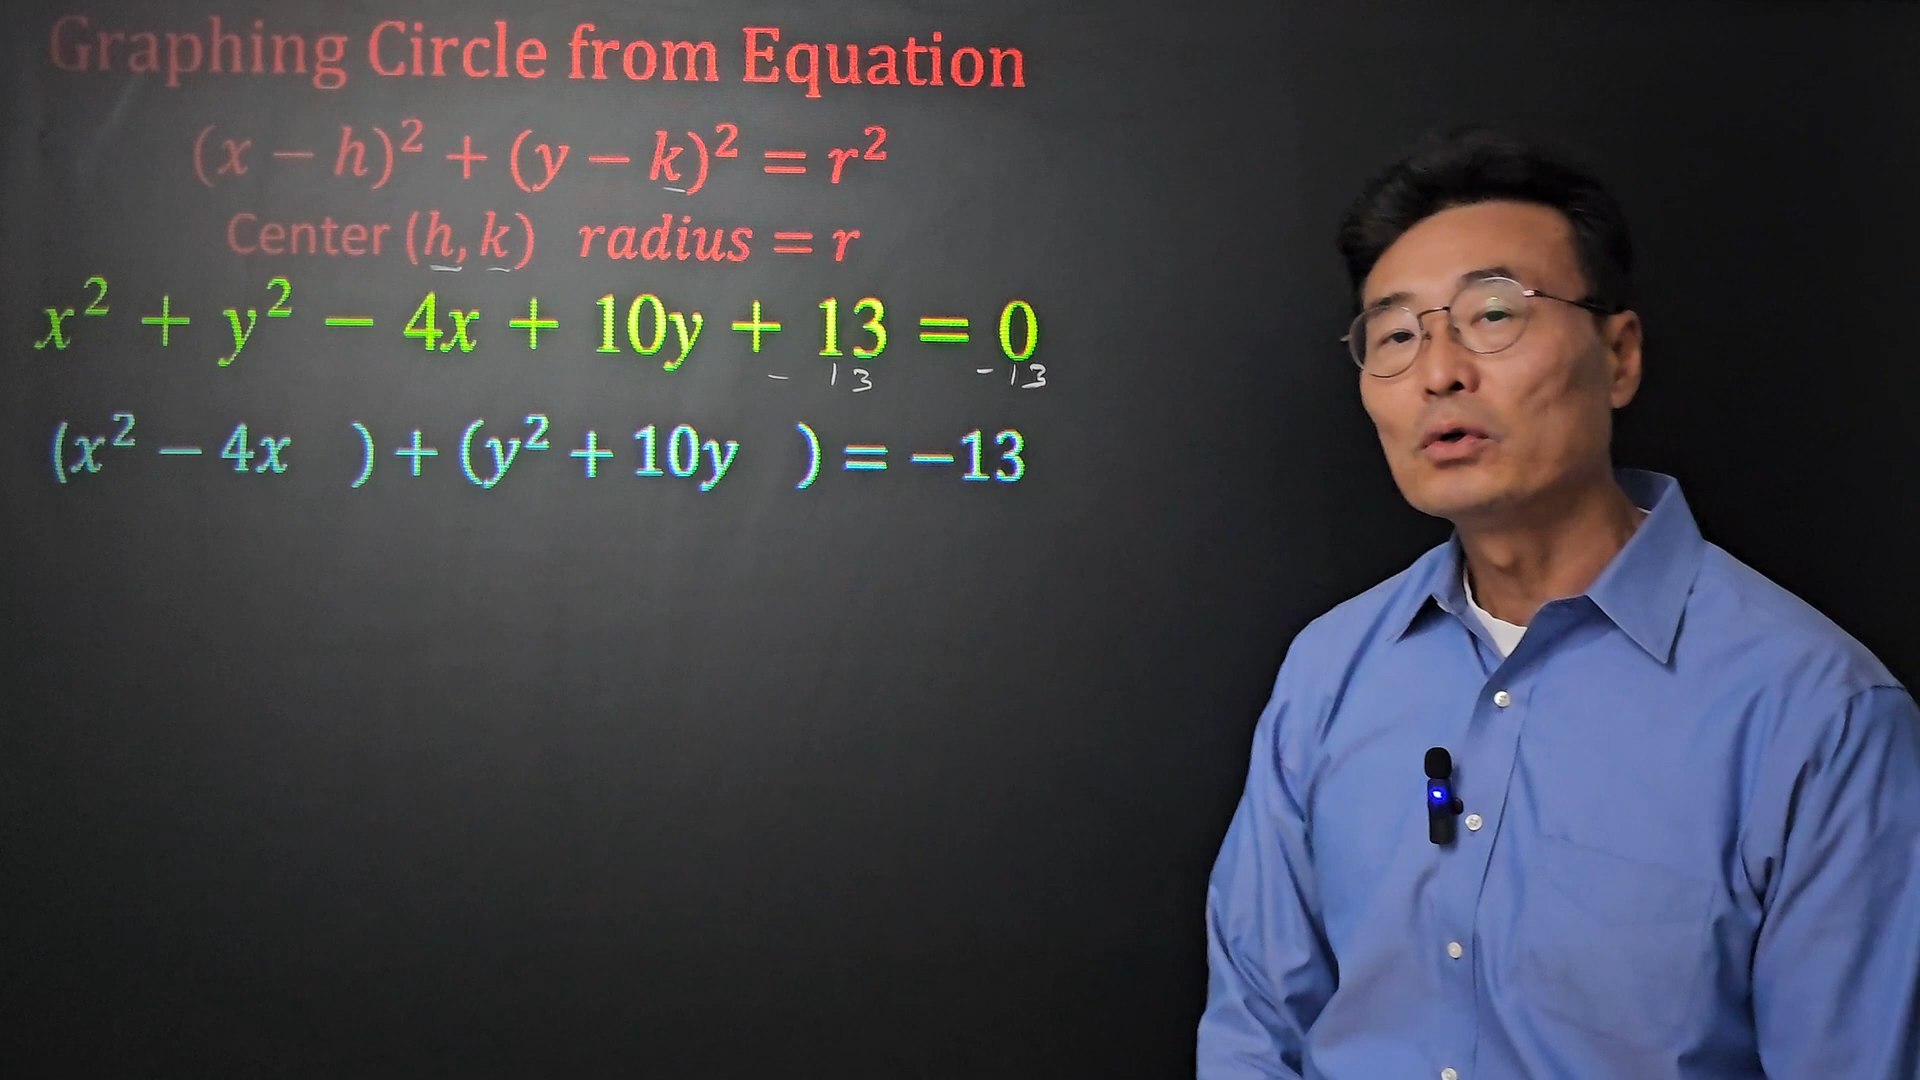 Graphing Circle from Equation
(x − h)² + (y − k)² = r²
Center (h, k) radius = r
x² + y² − 4x + 10y + 13 = 0
− 13 −13
(x² − 4x ) + (y² + 10y ) = −13